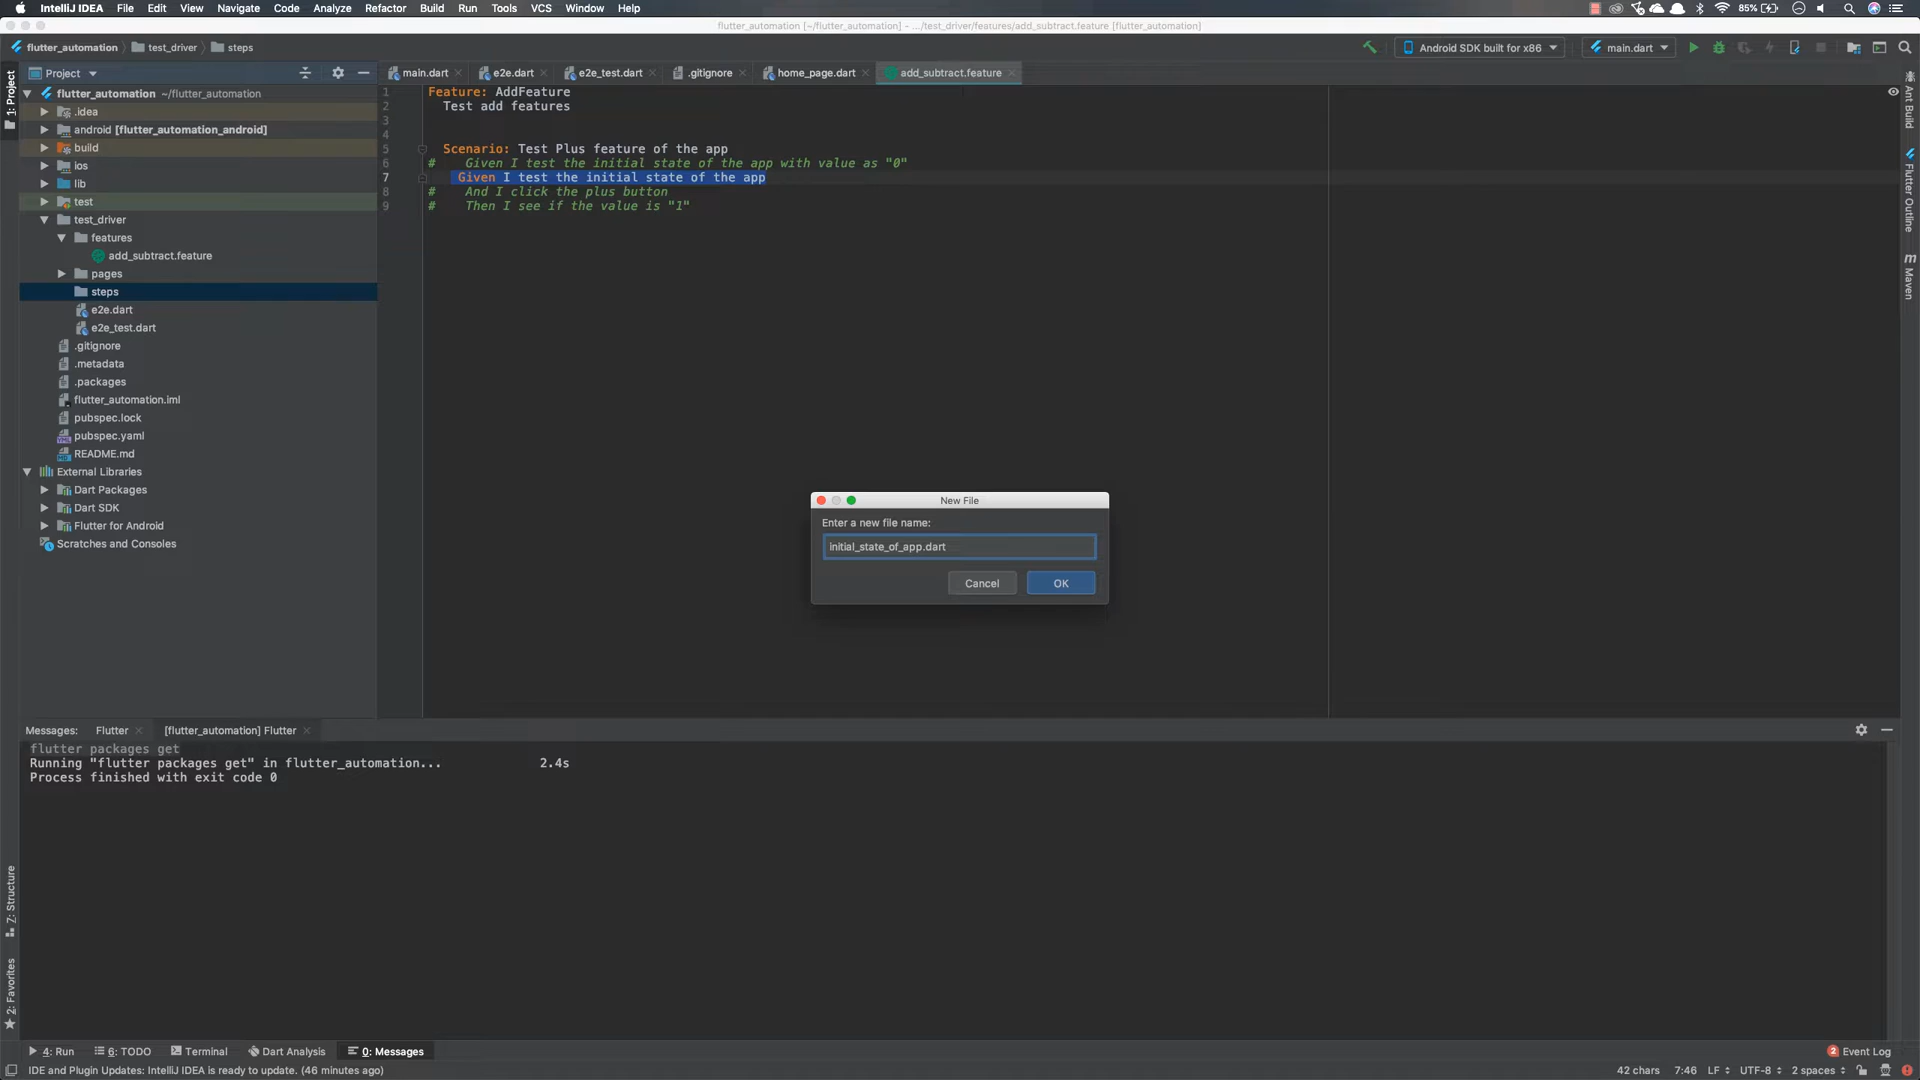 IntelliJ IDEA File Edit View Navigate Code Analyze Refactor Build Run Tools VCS Window Help 85%
flutter_automation [~/flutter_automation] - .../test_driver/features/add_subtract.feature [flutter_automation]
flutter_automation test_driver steps Android SDK built for x86 main.dart
Project main.dart e2e.dart e2e_test.dart .gitignore home_page.dart add_subtract.feature
1: Project
flutter_automation ~/flutter_automation
.idea
android [flutter_automation_android]
build
ios
lib
test
test_driver
features
add_subtract.feature
pages
steps
e2e.dart
e2e_test.dart
.gitignore
.metadata
.packages
flutter_automation.iml
pubspec.lock
pubspec.yaml
README.md
External Libraries
Dart Packages
Dart SDK
Flutter for Android
Scratches and Consoles
1 Feature: AddFeature
2 Test add features
3
4
5 Scenario: Test Plus feature of the app
6 # Given I test the initial state of the app with value as "0"
7 Given I test the initial state of the app
8 # And I click the plus button
9 # Then I see if the value is "1"
Ant Build
Flutter Outline
m Maven
New File
Enter a new file name:
initial_state_of_app.dart
Cancel OK
Messages: Flutter [flutter_automation] Flutter
flutter packages get
Running "flutter packages get" in flutter_automation... 2.4s
Process finished with exit code 0
Z: Structure
2: Favorites
4: Run 6: TODO Terminal Dart Analysis 0: Messages 2 Event Log
IDE and Plugin Updates: IntelliJ IDEA is ready to update. (46 minutes ago) 42 chars 7:46 LF UTF-8 2 spaces